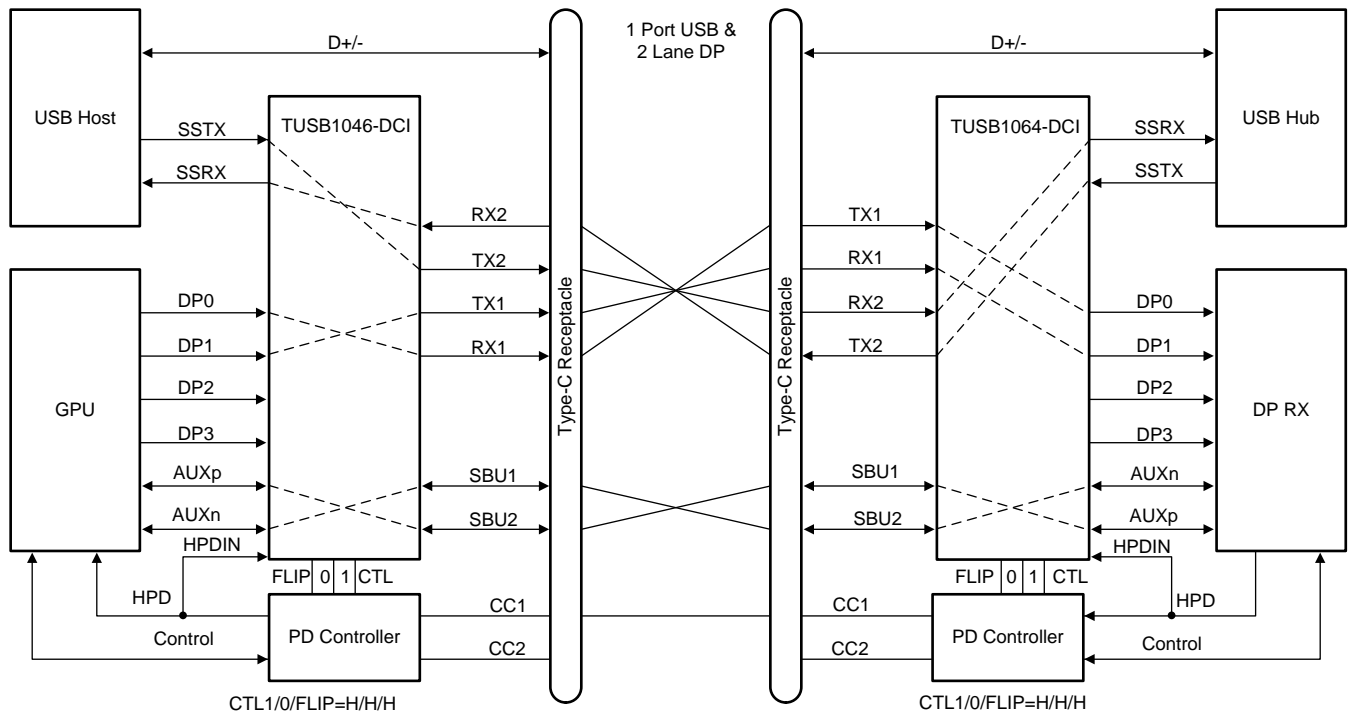 1 Port USB &
2 Lane DP
D+/-
D+/-
USB Host
TUSB1046-DCI
SSTX
SSRX
RX2
TX2
TX1
RX1
GPU
DP0
DP1
DP2
DP3
AUXp
AUXn
HPDIN
SBU1
SBU2
FLIP 0 1 CTL
HPD
Control
PD Controller
CC1
CC2
CTL1/0/FLIP=H/H/H
Type-C Receptacle
Type-C Receptacle
TUSB1064-DCI
USB Hub
SSRX
SSTX
TX1
RX1
RX2
TX2
DP0
DP1
DP2
DP3
DP RX
SBU1
SBU2
AUXn
AUXp
HPDIN
FLIP 0 1 CTL
HPD
Control
PD Controller
CC1
CC2
CTL1/0/FLIP=H/H/H